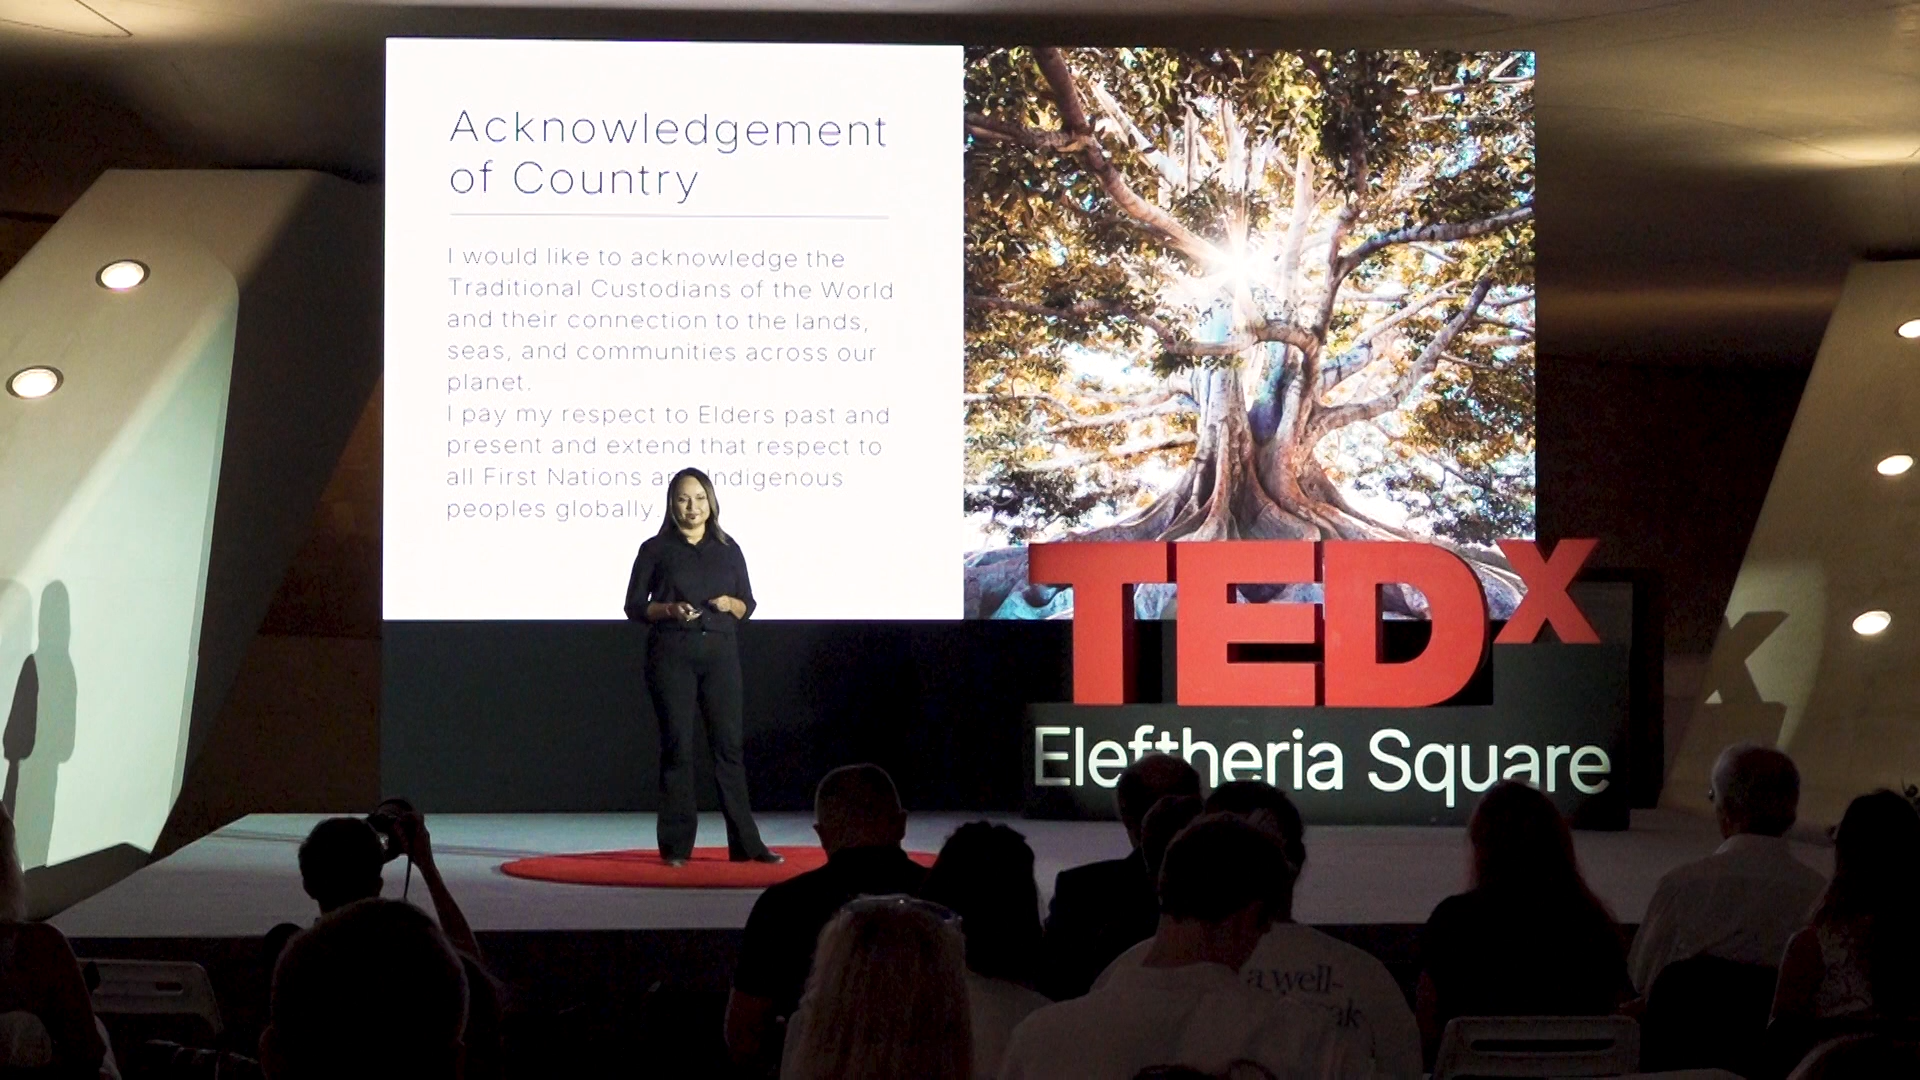 Acknowledgement
of Country
I would like to acknowledge the
Traditional Custodians of the World
and their connection to the lands,
seas, and communities across our
planet.
I pay my respect to Elders past and
present and extend that respect to
all First Nations Indigenous
peoples globally.
TEDx
Eleftheria Square
a well-